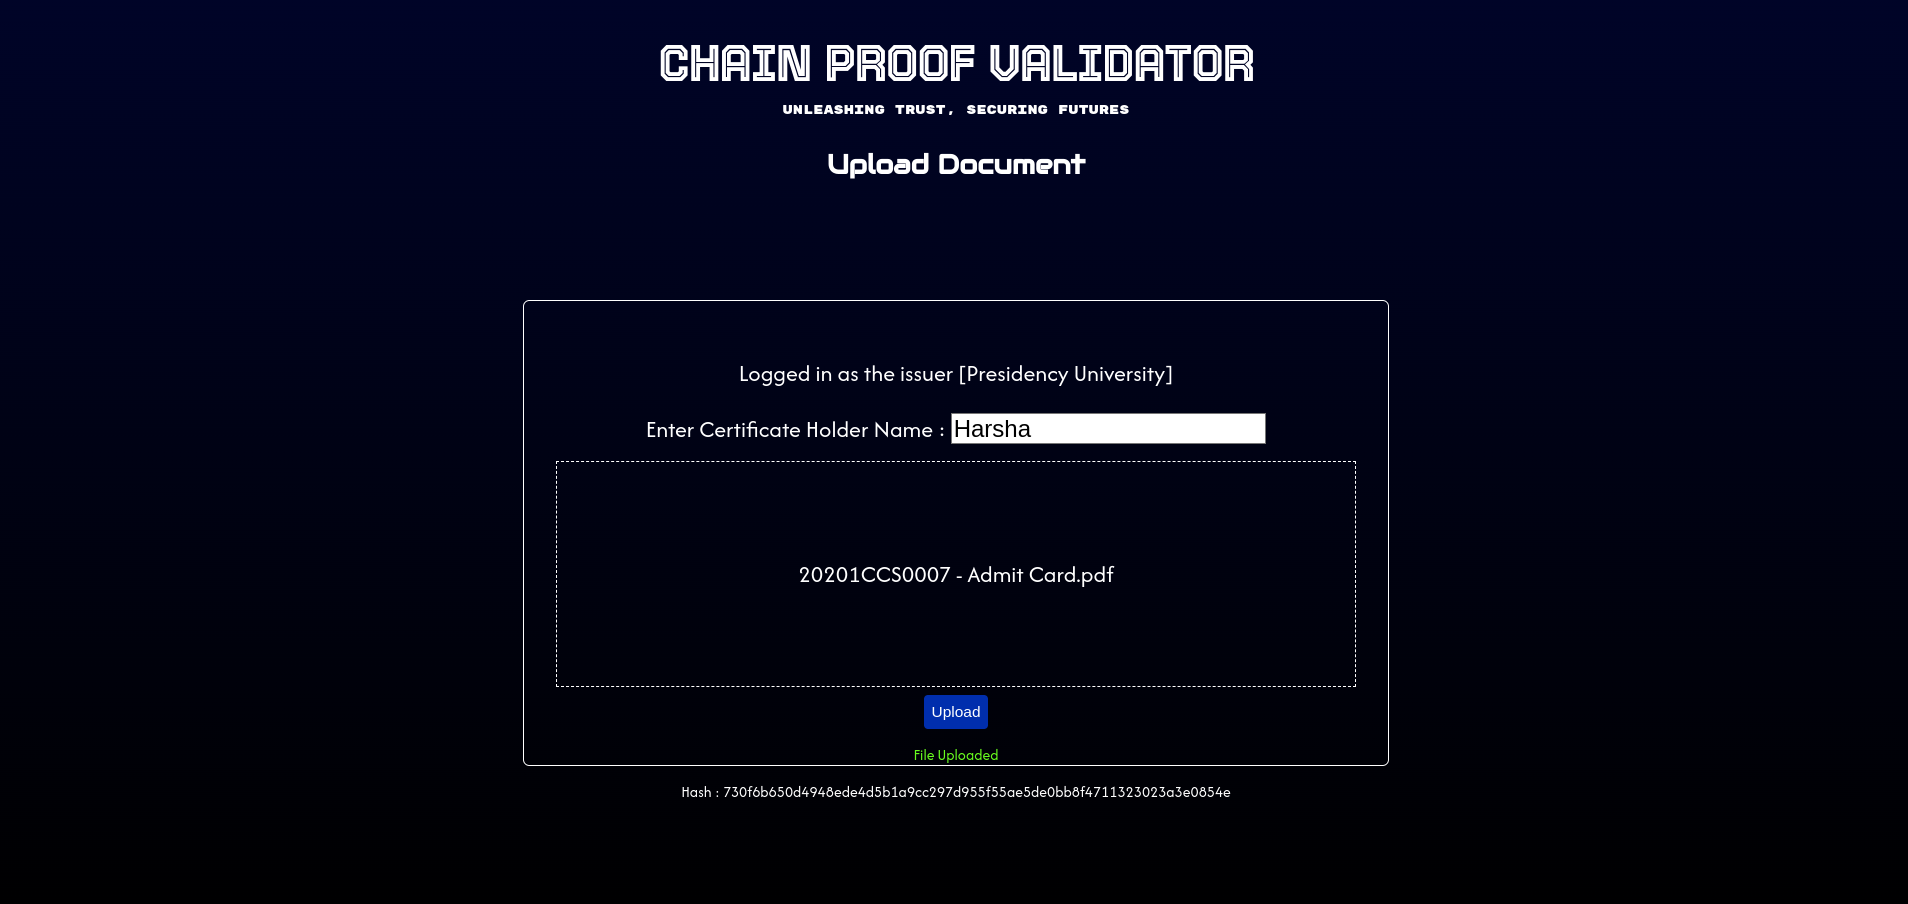 CHAIN PROOF VALIDATOR
UNLEASHING TRUST, SECURING FUTURES
Upload Document
Logged in as the issuer [Presidency University]
Enter Certificate Holder Name : Harsha
20201CCS0007 - Admit Card.pdf
Upload
File Uploaded
Hash : 730f6b650d4948ede4d5b1a9cc297d955f55ae5de0bb8f4711323023a3e0854e